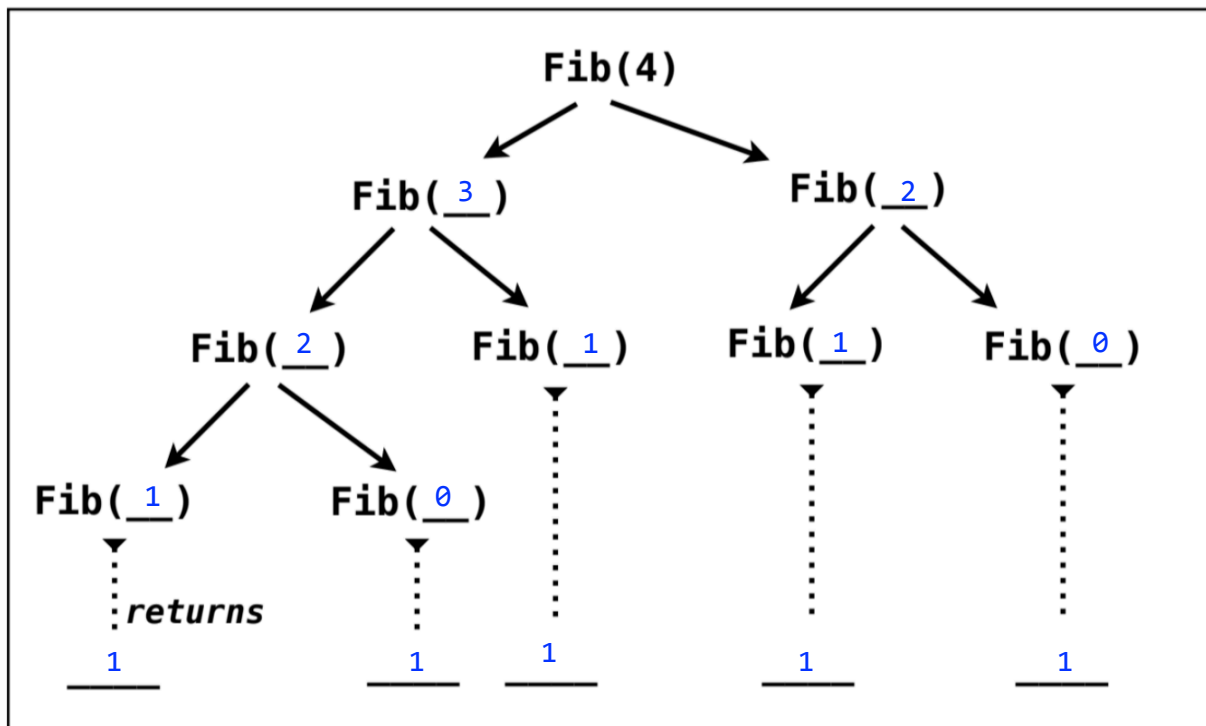 Fib(4)
Fib(3) Fib(2)
Fib(2) Fib(1) Fib(1) Fib(0)
Fib(1) Fib(0)
returns
1 1 1 1 1